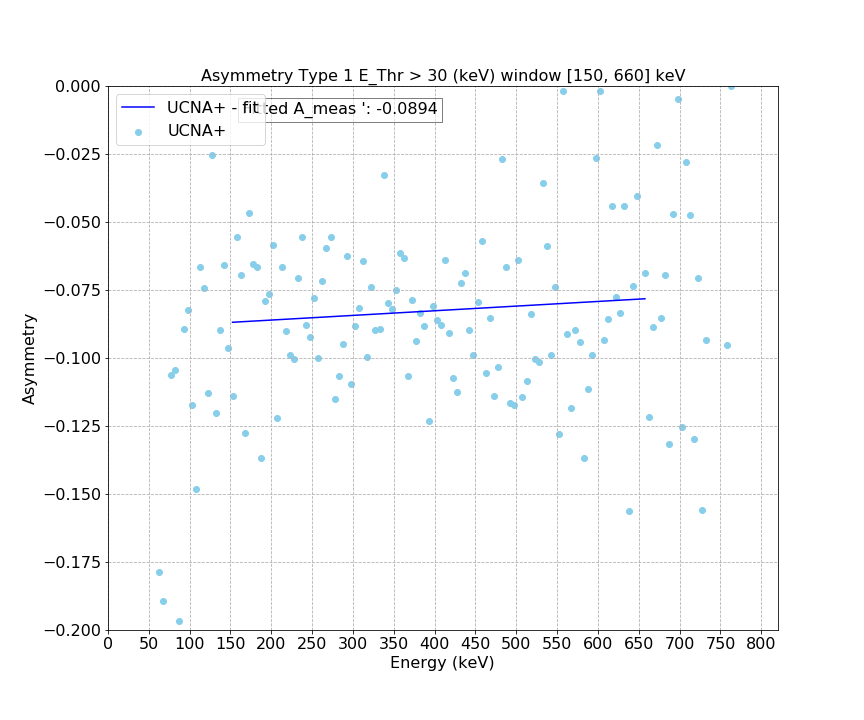 Asymmetry Type 1 E_Thr > 30 (keV) window [150, 660] keV
UCNA+ - fit
tted A_meas ': -0.0894
UCNA+
0.000
−0.025
−0.050
−0.075
−0.100
−0.125
−0.150
−0.175
−0.200
Asymmetry
0 50 100 150 200 250 300 350 400 450 500 550 600 650 700 750 800
Energy (keV)